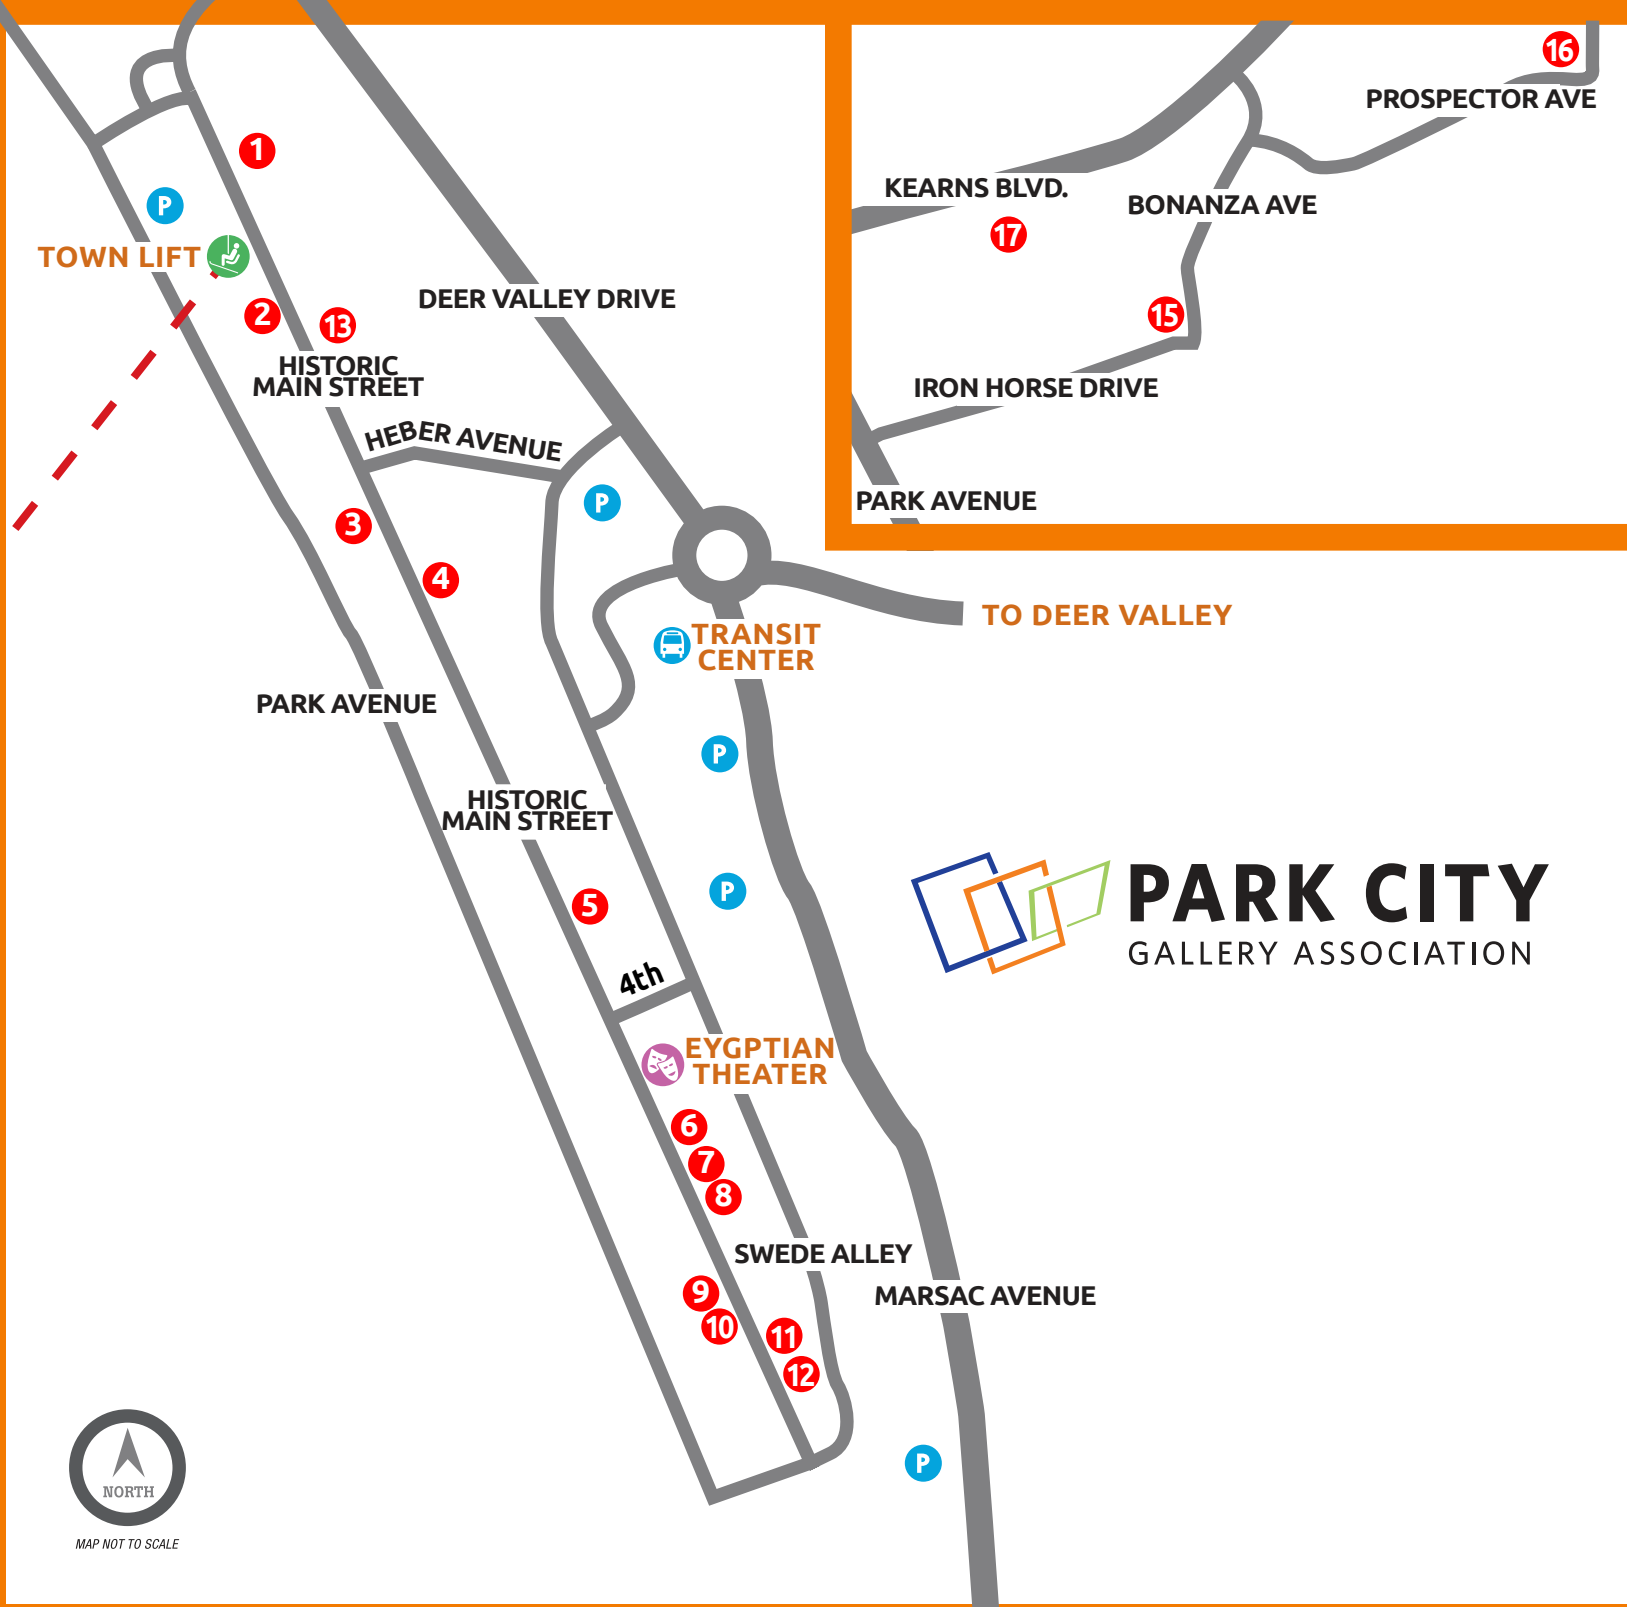 16
PROSPECTOR AVE
KEARNS BLVD.
BONANZA AVE
17
15
IRON HORSE DRIVE
PARK AVENUE
1
P
TOWN LIFT
2
13
DEER VALLEY DRIVE
HISTORIC
MAIN STREET
HEBER AVENUE
P
3
4
TO DEER VALLEY
TRANSIT
CENTER
PARK AVENUE
P
HISTORIC
MAIN STREET
P
5
PARK CITY
GALLERY ASSOCIATION
4th
EYGPTIAN
THEATER
6
7
8
SWEDE ALLEY
9
MARSAC AVENUE
10
11
12
P
NORTH
MAP NOT TO SCALE